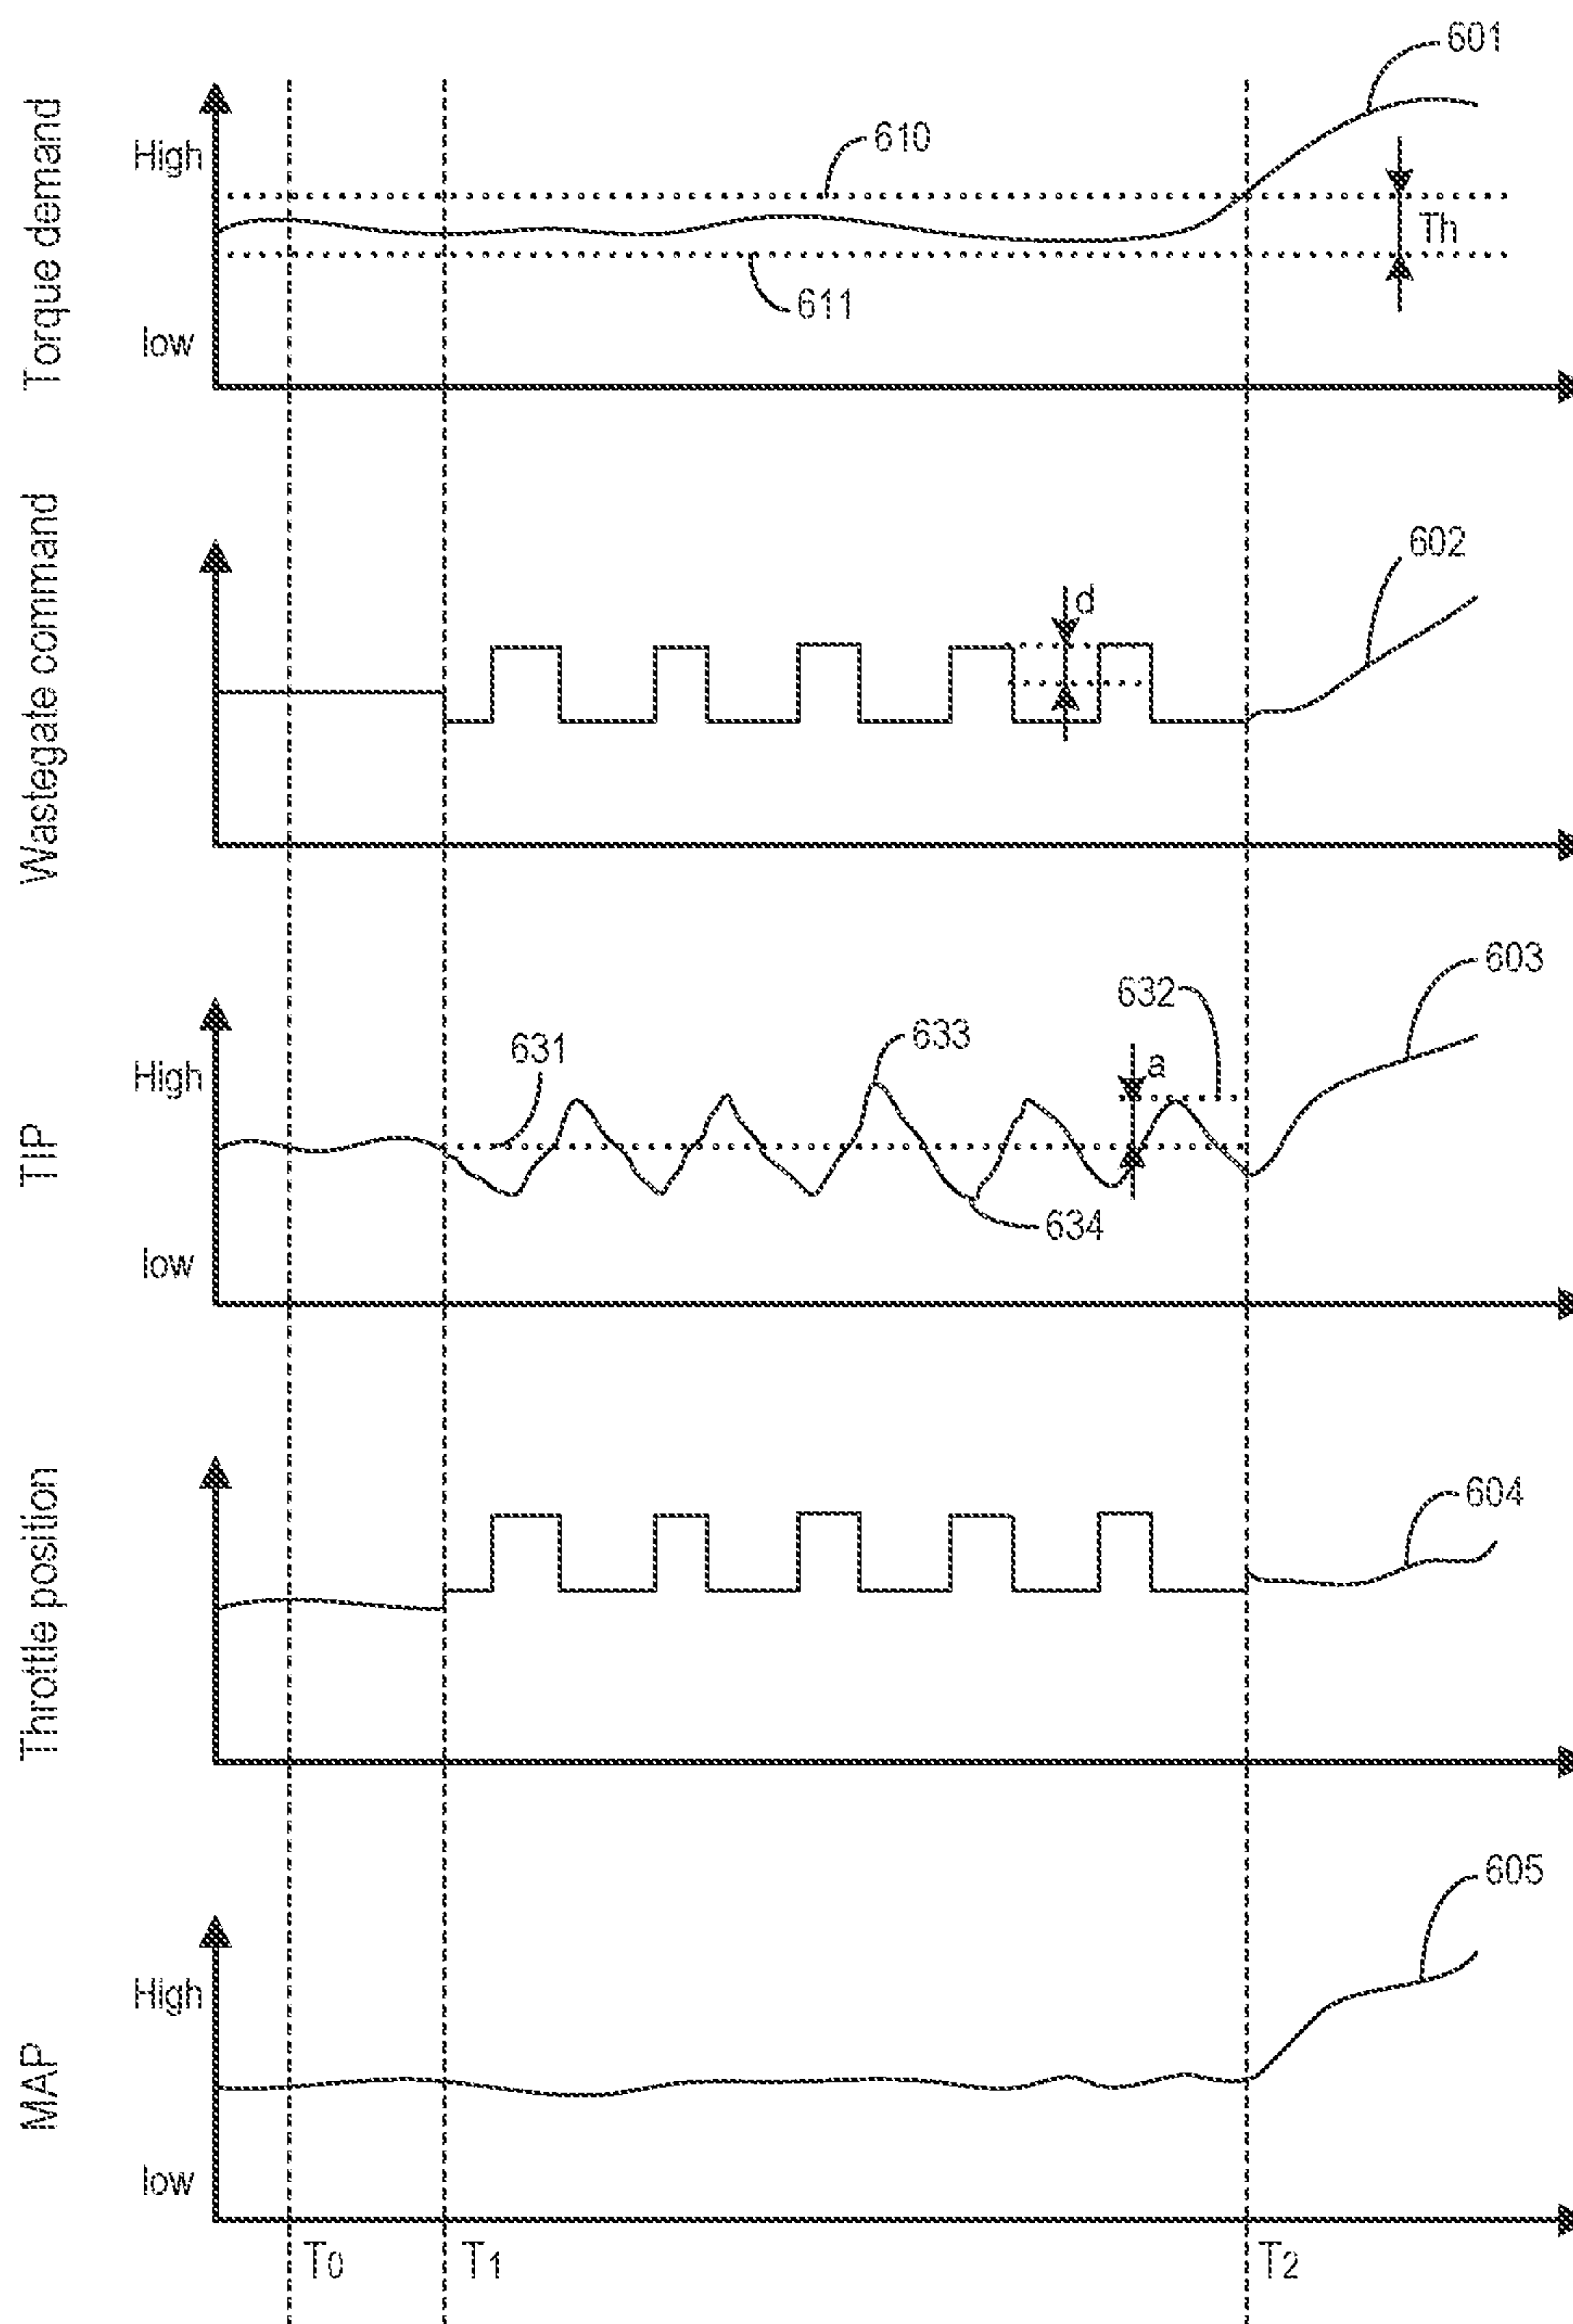 Torque demand
High
low
601
610
Th
611
Wastegate command
602
d
TIP
High
low
603
632
631
633
a
634
Throttle position
604
MAP
High
low
605
T0
T1
T2